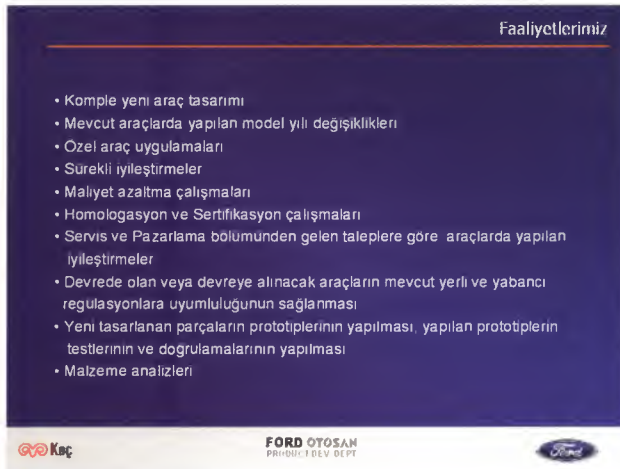 Faaliyetlerimiz
• Komple yeni araç tasarımı
• Mevcut araçlarda yapılan model yılı değişiklikleri
• Özel araç uygulamaları
• Sürekli iyileştirmeler
• Maliyet azaltma çalışmaları
• Homologasyon ve Sertifikasyon çalışmaları
• Servis ve Pazarlama bölümünden gelen taleplere göre araçlarda yapılan
iyileştirmeler
• Devrede olan veya devreye alınacak araçların mevcut yerli ve yabancı
regulasyonlara uyumluluğunun sağlanması
• Yeni tasarlanan parçaların prototiplerinin yapılması, yapılan prototiplerin
testlerinin ve doğrulamalarının yapılması
• Malzeme analizleri
Koç
FORD OTOSAN
PRODUCT DEV. DEPT
Ford